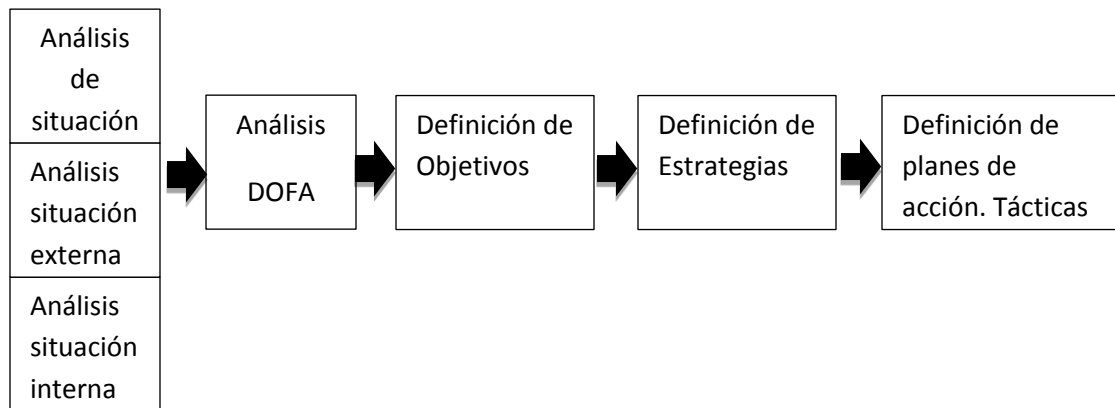 Análisis
de
situación
Análisis
situación
externa
Análisis
situación
interna
Análisis
DOFA
Definición de
Objetivos
Definición de
Estrategias
Definición de
planes de
acción. Tácticas